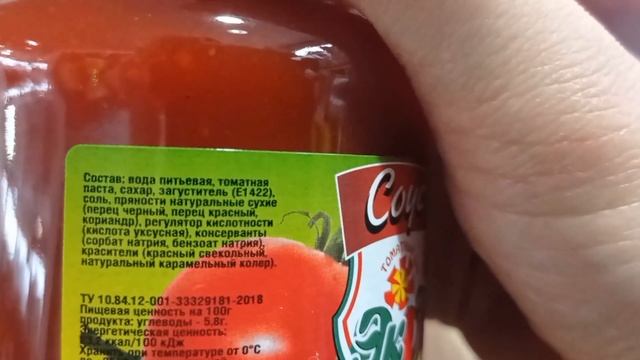 Состав: вода питьевая, томатная
паста, сахар, загуститель (Е1422),
соль, пряности натуральные сухие
(перец черный, перец красный,
кориандр), регулятор кислотности
(кислота уксусная), консерванты
(сорбат натрия, бензоат натрия),
красители (красный свекольный,
натуральный карамельный колер).
ТУ 10.84.12-001-33329181-2018
Пищевая ценность на 100г
продукта: углеводы - 5,8г.
Энергетическая ценность:
ккал/100 кДж
Хранить при температуре от 0°С
Соус